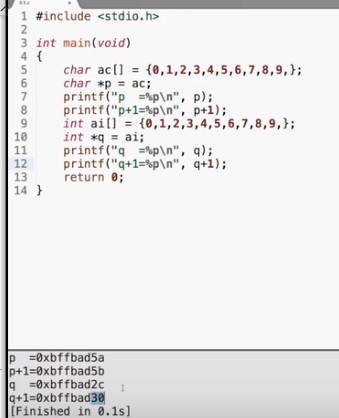 1 #include <stdio.h>
2
3 int main(void)
4 {
5 char ac[] = {0,1,2,3,4,5,6,7,8,9,};
6 char *p = ac;
7 printf("p  =%p\n", p);
8 printf("p+1=%p\n", p+1);
9 int ai[] = {0,1,2,3,4,5,6,7,8,9,};
10 int *q = ai;
11 printf("q  =%p\n", q);
12 printf("q+1=%p\n", q+1);
13 return 0;
14 }
p  =0xbffbad5a
p+1=0xbffbad5b
q  =0xbffbad2c
q+1=0xbffbad30
[Finished in 0.1s]